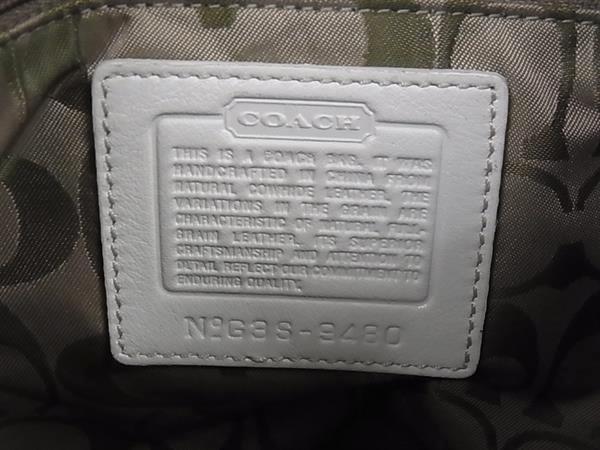 COACH
THIS IS A COACH BAG. IT WAS
HANDCRAFTED IN CHINA FROM
NATURAL COWHIDE LEATHER. THE
VARIATIONS IN THE GRAIN ARE
CHARACTERISTIC OF NATURAL FULL
GRAIN LEATHER. ITS SUPERIOR
CRAFTSMANSHIP AND ATTENTION TO
DETAIL REFLECT OUR COMMITMENT TO
ENDURING QUALITY.
NºG3S-9480